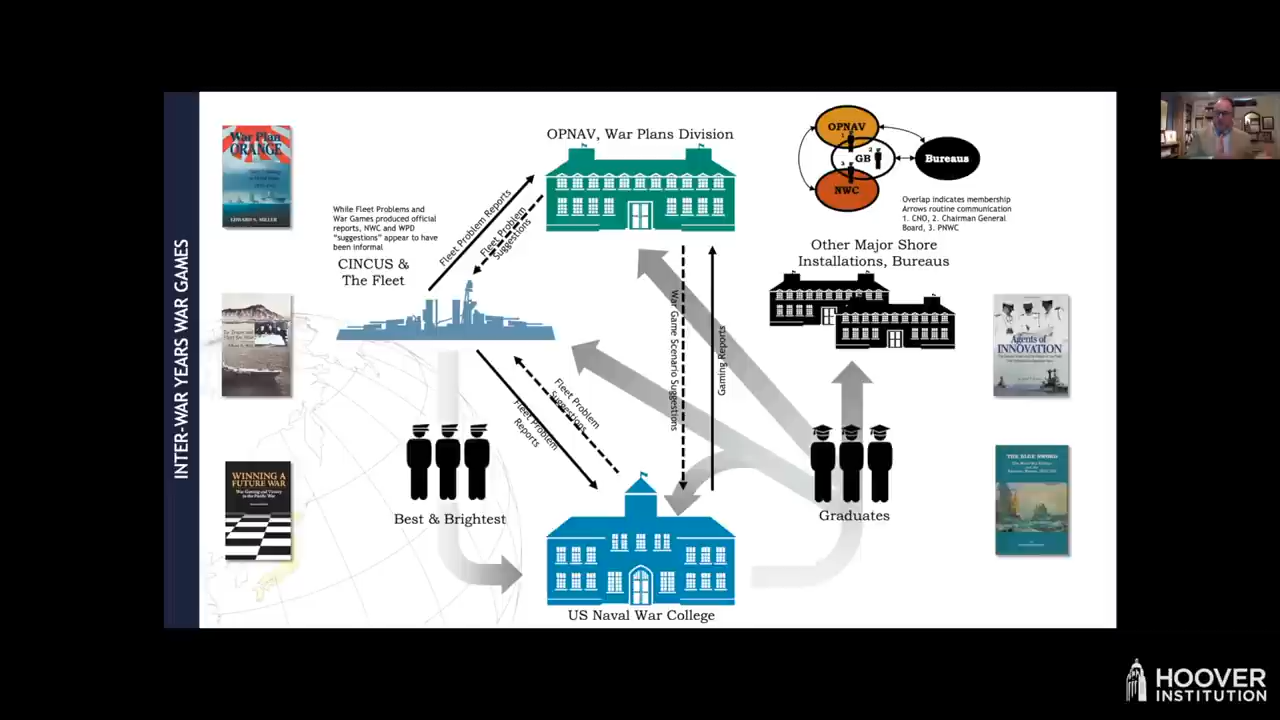 INTER-WAR YEARS WAR GAMES
War Plan
ORANGE
EDWARD S. MILLER
WINNING A
FUTURE WAR
War Gaming and Victory
in the Pacific War
While Fleet Problems and
War Games produced official
reports, NWC and WPD
"suggestions" appear to have
been informal
CINCUS &
The Fleet
Fleet Problem Reports
Fleet Problem
Suggestions
OPNAV, War Plans Division
OPNAV
1
2
GB
3
NWC
Bureaus
Overlap indicates membership
Arrows routine communication
1. CNO, 2. Chairman General
Board, 3. PNWC
Other Major Shore
Installations, Bureaus
War Game Scenario Suggestions
Gaming Reports
Fleet Problem
Suggestions
Fleet Problem
Reports
Best & Brightest
Graduates
US Naval War College
Agents of
INNOVATION
THE BLUE SWORD
HOOVER
INSTITUTION